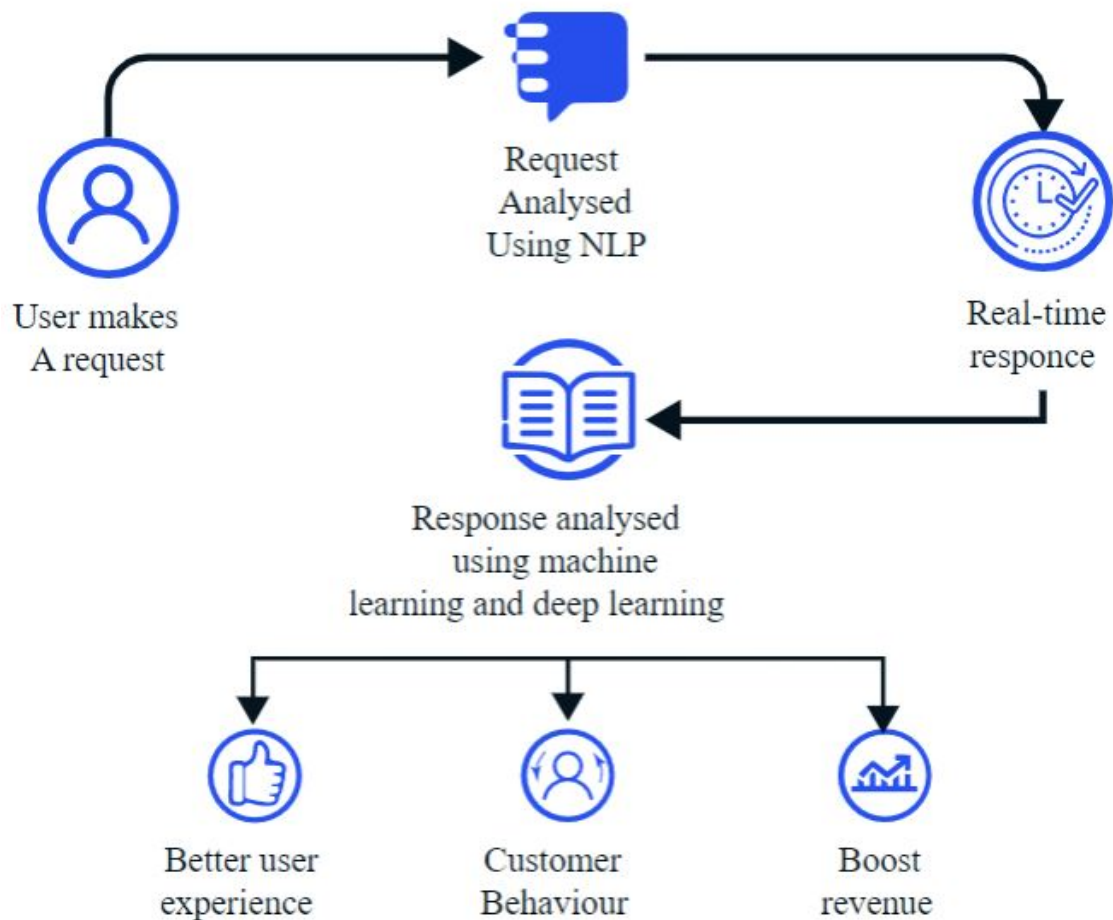 Request
Analysed
Using NLP
User makes
A request
Real-time
responce
Response analysed
using machine
learning and deep learning
Better user
experience
Customer
Behaviour
Boost
revenue